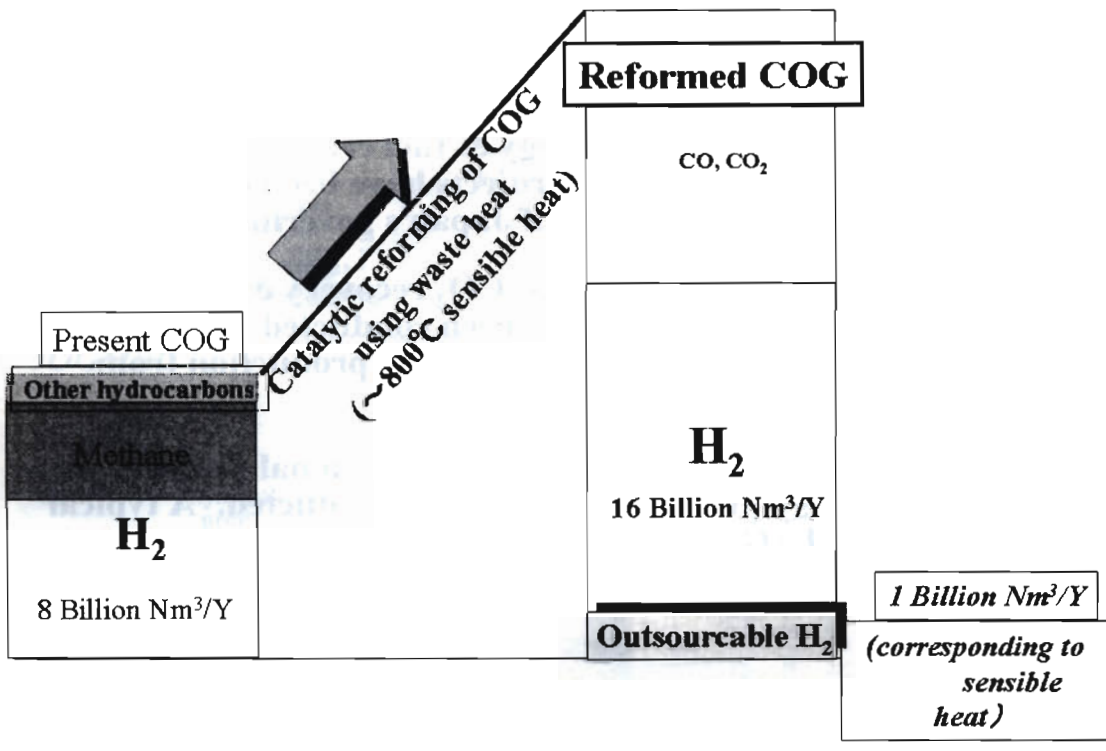 Reformed COG
CO, CO₂
Catalytic reforming of COG
using waste heat
(~800℃ sensible heat)
Present COG
Other hydrocarbons
Methane
H₂
8 Billion Nm³/Y
H₂
16 Billion Nm³/Y
Outsourcable H₂
1 Billion Nm³/Y
(corresponding to
sensible
heat)